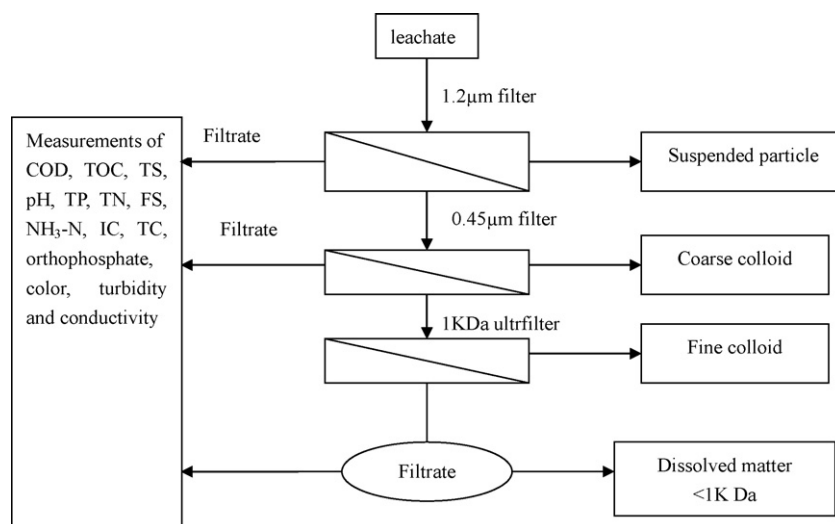 leachate
1.2μm filter
Measurements of
COD, TOC, TS,
pH, TP, TN, FS,
NH₃-N, IC, TC,
orthophosphate,
color, turbidity
and conductivity
Filtrate
Suspended particle
0.45μm filter
Filtrate
Coarse colloid
1KDa ultrfilter
Fine colloid
Filtrate
Dissolved matter
<1K Da